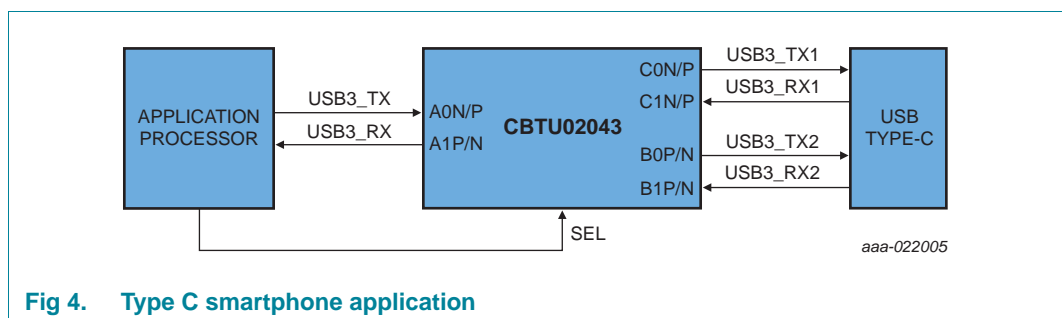 APPLICATION
PROCESSOR
USB3_TX
USB3_RX
A0N/P
A1P/N
CBTU02043
C0N/P
C1N/P
B0P/N
B1P/N
USB3_TX1
USB3_RX1
USB3_TX2
USB3_RX2
USB
TYPE-C
SEL
aaa-022005
Fig 4. Type C smartphone application